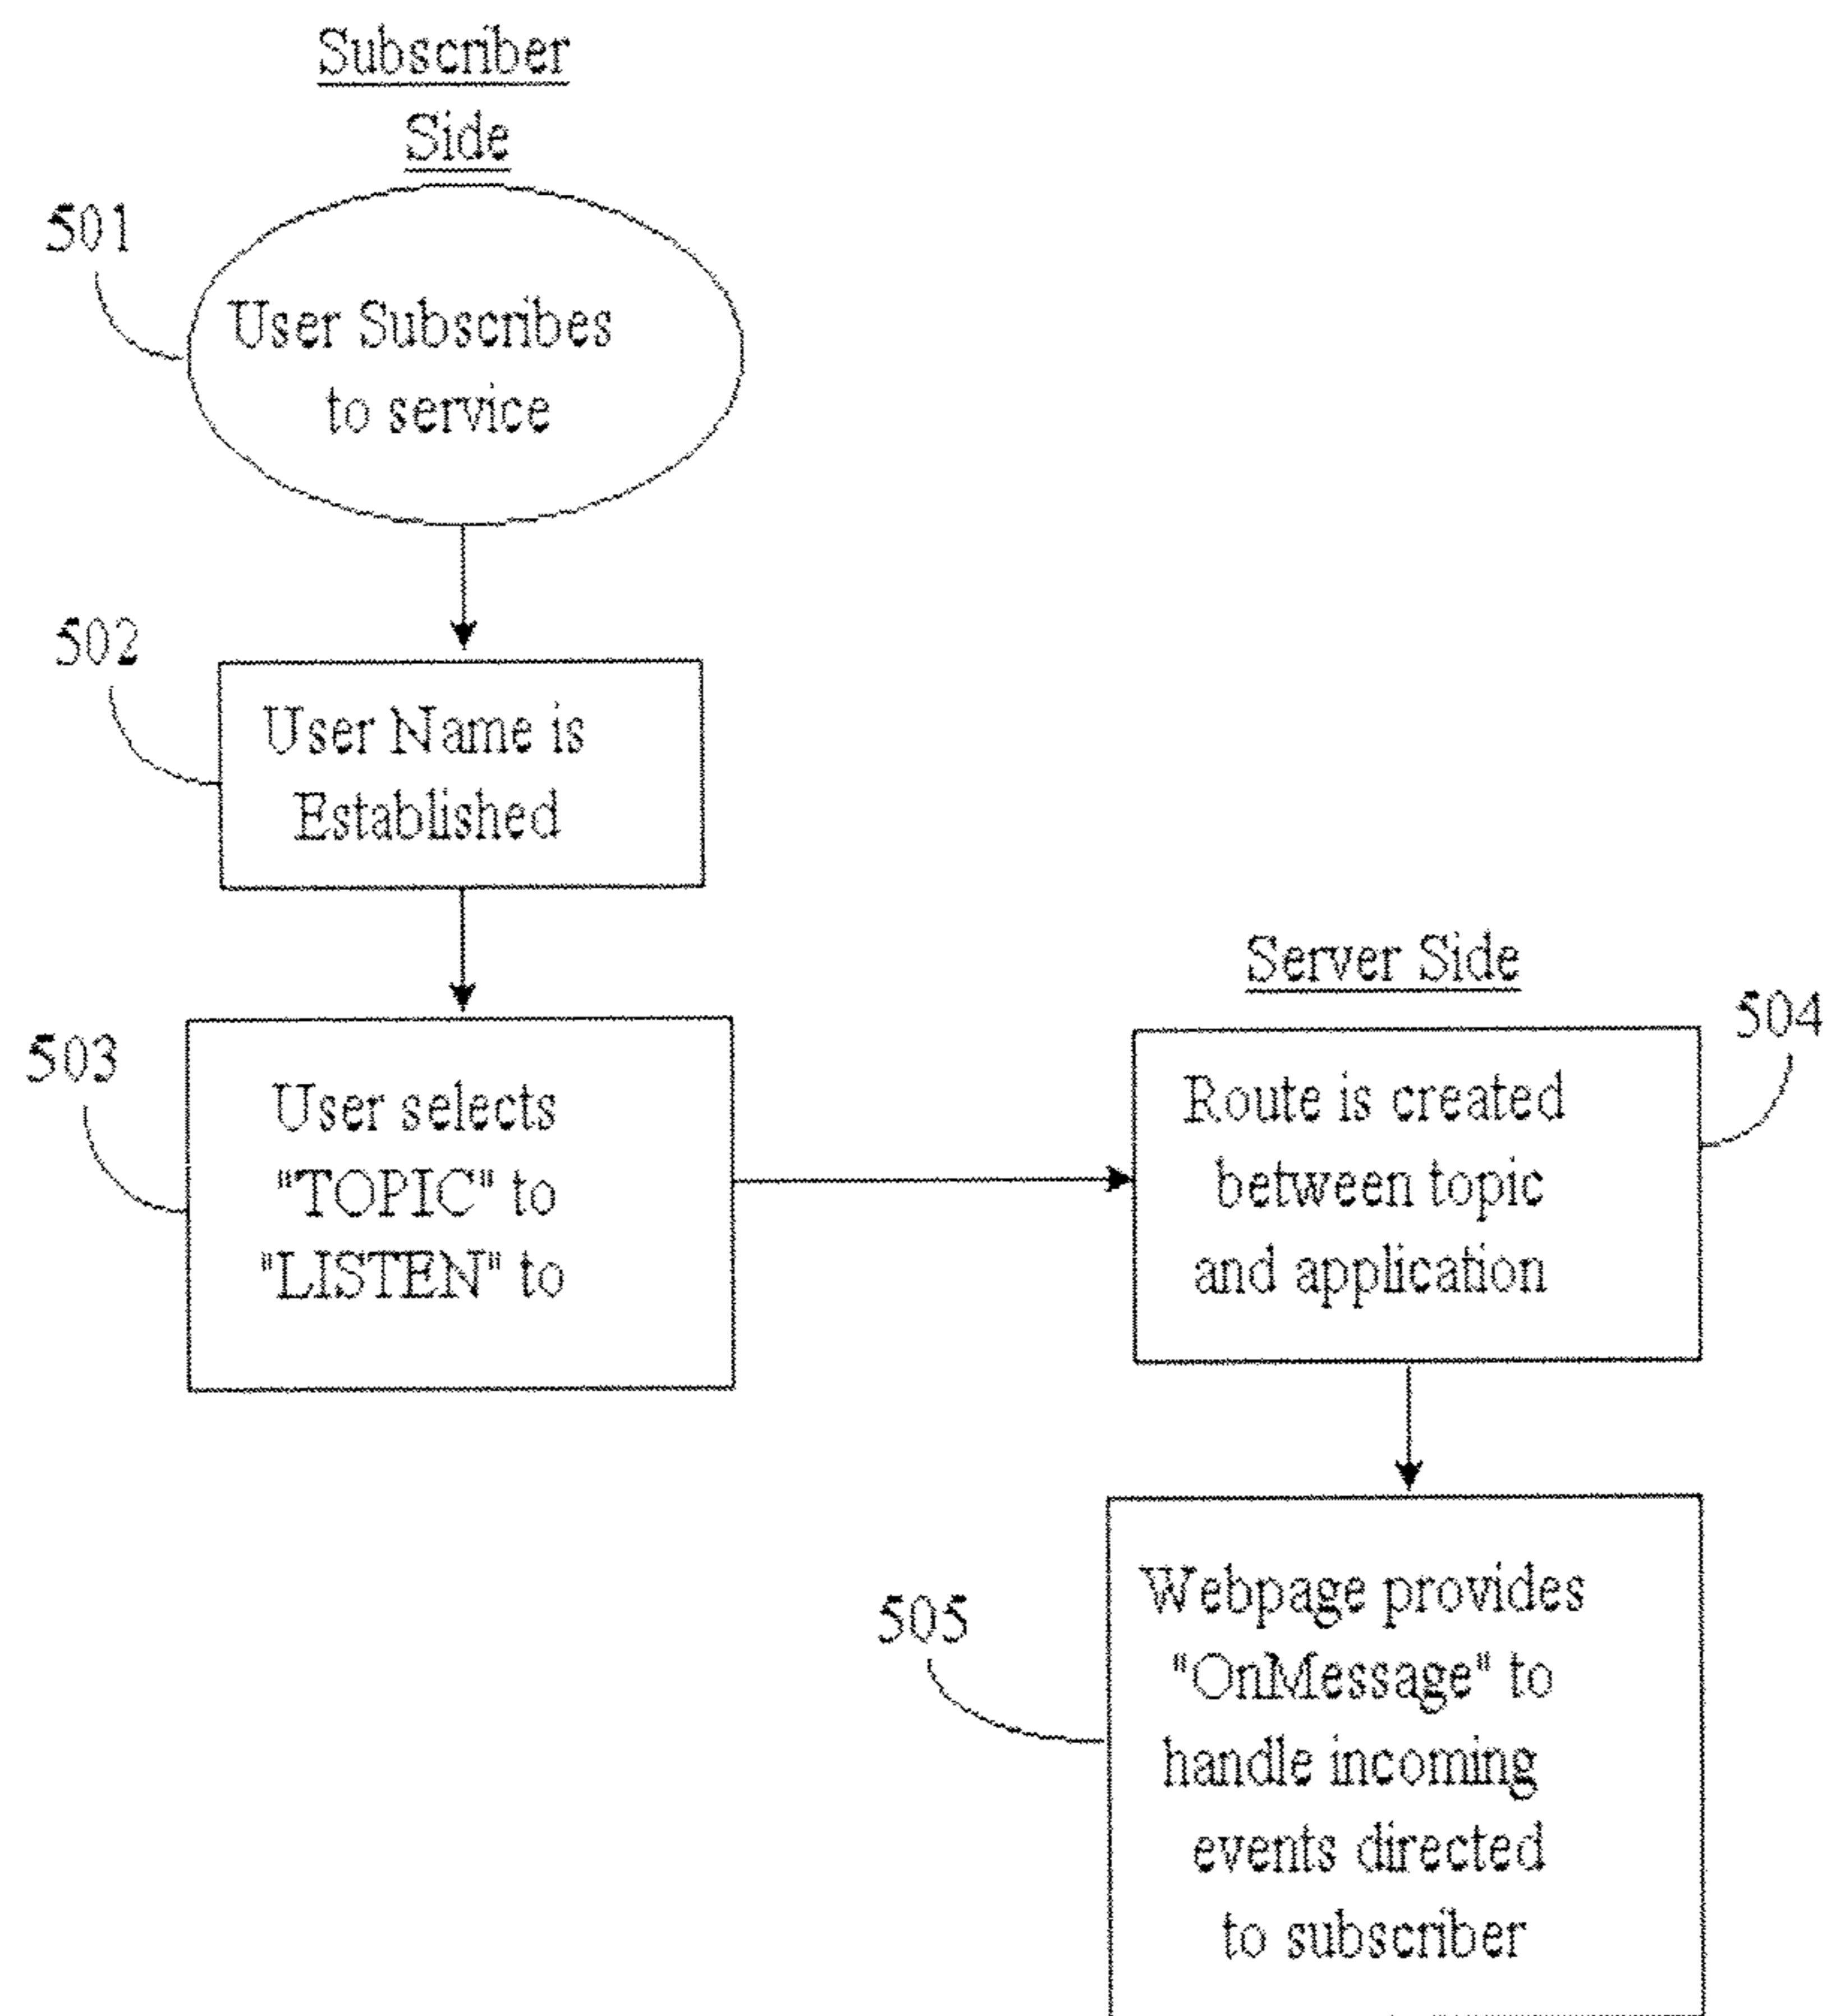 Subscriber
Side
501
User Subscribes
to service
502
User Name is
Established
503
User selects
"TOPIC" to
"LISTEN" to
Server Side
504
Route is created
between topic
and application
505
Webpage provides
"OnMessage" to
handle incoming
events directed
to subscriber